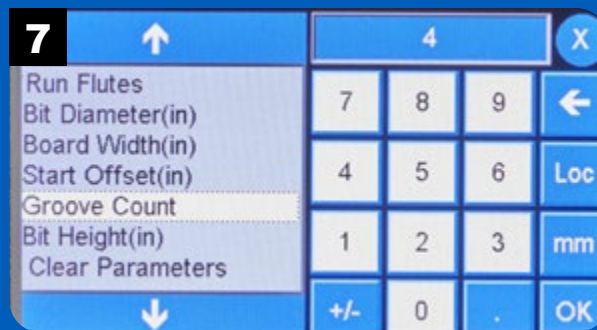 7
4
X
Run Flutes
Bit Diameter(in)
Board Width(in)
Start Offset(in)
Groove Count
Bit Height(in)
Clear Parameters
7 8 9
4 5 6 Loc
1 2 3 mm
+/- 0 . OK